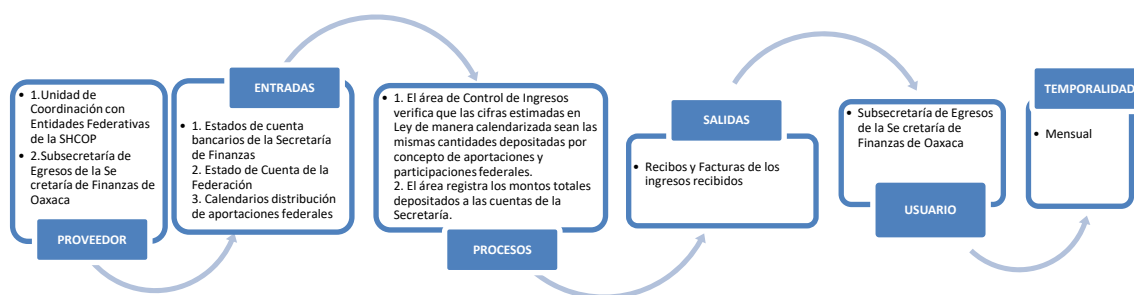 • 1.Unidad de
Coordinación con
Entidades Federativas
de la SHCOP
• 2.Subsecretaría de
Egresos de la Se
cretaría de Finanzas de
Oaxaca
PROVEEDOR
ENTRADAS
• 1. Estados de cuenta
bancarios de la Secretaría
de Finanzas
2. Estado de Cuenta de la
Federación
3. Calendarios distribución
de aportaciones federales
• 1. El área de Control de Ingresos
verifica que las cifras estimadas en
Ley de manera calendarizada sean las
mismas cantidades depositadas por
concepto de aportaciones y
participaciones federales.
2. El área registra los montos totales
depositados a las cuentas de la
Secretaría.
PROCESOS
SALIDAS
• Recibos y Facturas de los
ingresos recibidos
• Subsecretaría de Egresos
de la Se cretaría de
Finanzas de Oaxaca
USUARIO
TEMPORALIDAD
• Mensual